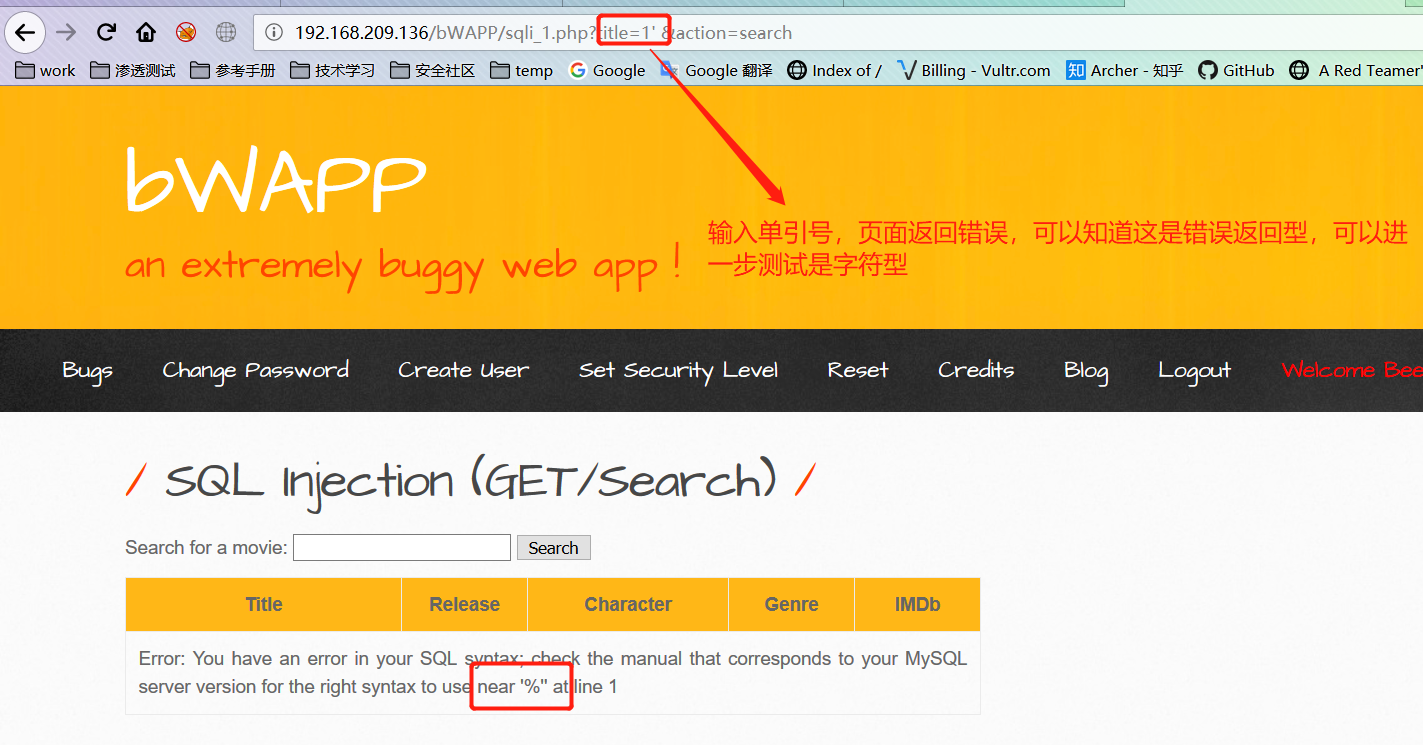 192.168.209.136/bWAPP/sqli_1.php?title=1' &action=search
work 渗透测试 参考手册 技术学习 安全社区 temp Google Google 翻译 Index of / Billing - Vultr.com 知 Archer - 知乎 GitHub A Red Teamer'
bWAPP
an extremely buggy web app !
输入单引号，页面返回错误，可以知道这是错误返回型，可以进
一步测试是字符型
Bugs Change Password Create User Set Security Level Reset Credits Blog Logout Welcome Bee
/ SQL Injection (GET/Search) /
Search for a movie: Search
Title Release Character Genre IMDb
Error: You have an error in your SQL syntax; check the manual that corresponds to your MySQL
server version for the right syntax to use near '%'' at line 1